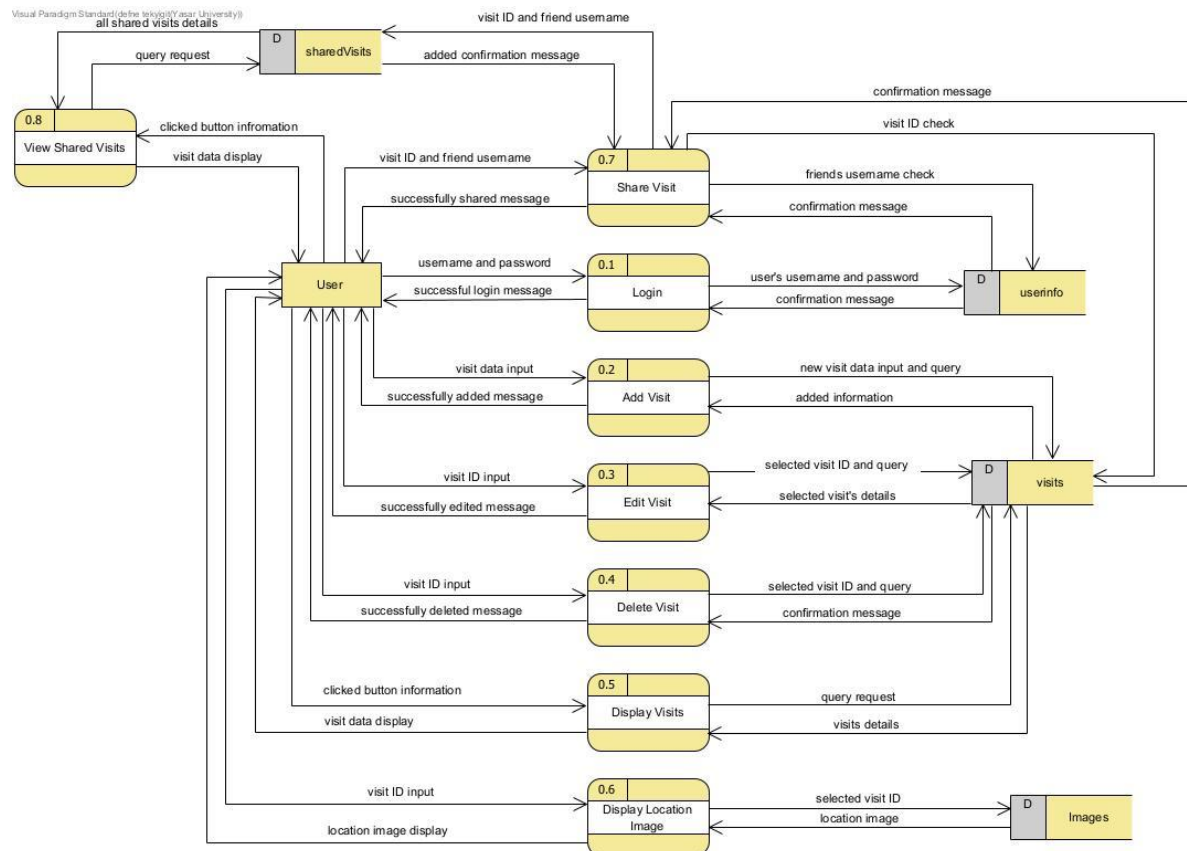 Visual Paradigm Standard(defne tekyigit(Yasar University))
all shared visits details
visit ID and friend username
D
sharedVisits
query request
added confirmation message
confirmation message
0.8
View Shared Visits
clicked button infromation
visit data display
visit ID check
visit ID and friend username
0.7
Share Visit
friends username check
successfully shared message
confirmation message
User
username and password
0.1
Login
user's username and password
D
userinfo
successful login message
confirmation message
visit data input
0.2
Add Visit
new visit data input and query
successfully added message
added information
visit ID input
0.3
Edit Visit
selected visit ID and query
D
visits
successfully edited message
selected visit's details
visit ID input
0.4
Delete Visit
selected visit ID and query
successfully deleted message
confirmation message
clicked button information
0.5
Display Visits
query request
visit data display
visits details
visit ID input
0.6
Display Location
Image
selected visit ID
D
Images
location image display
location image